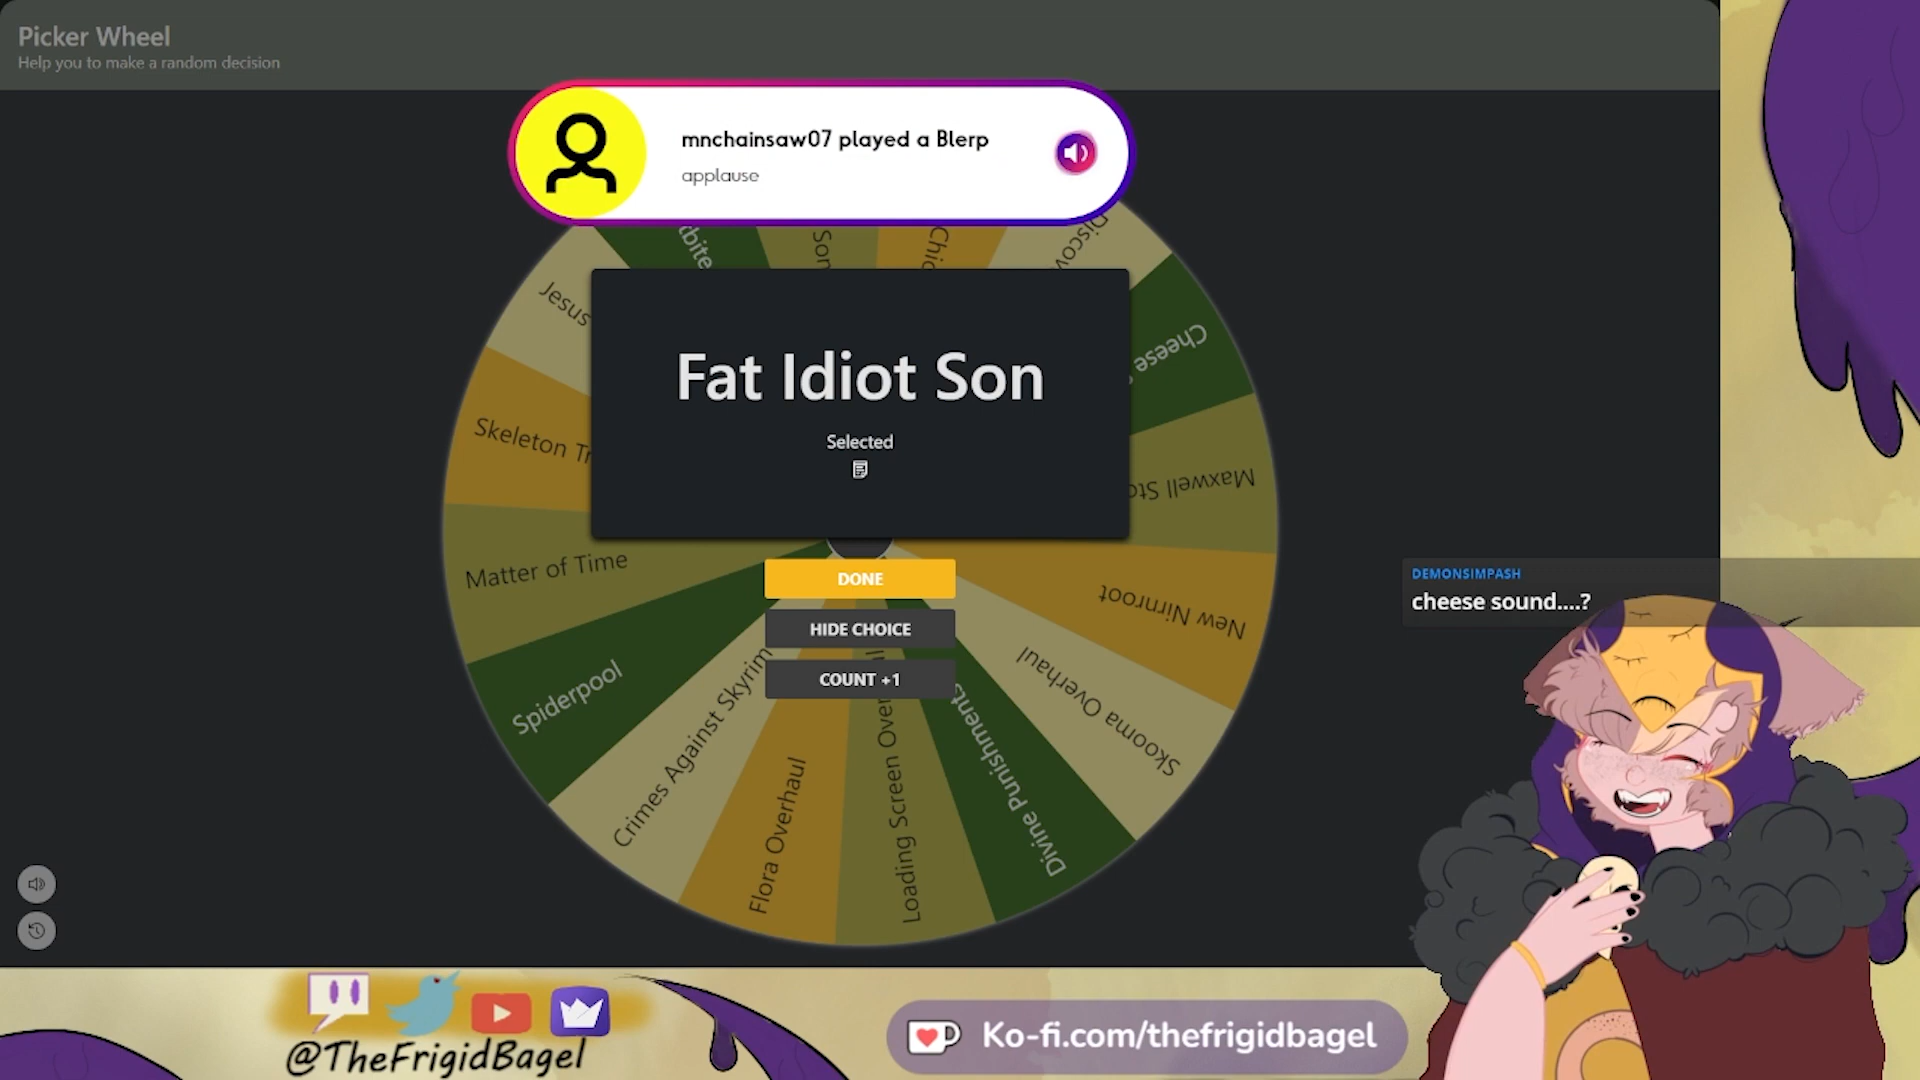 Picker Wheel
Help you to make a random decision
mnchainsaw07 played a Blerp
applause
Jesus
Skeleton
Matter of Time
Spiderpool
Crimes Against Skyrim
Flora Overhaul
Loading Screen
Divine Punishments
Skooma Overhaul
New Nirnroot
Maxwell
Cheese
Fat Idiot Son
Selected
DONE
HIDE CHOICE
COUNT +1
DEMONSIMPASH
cheese sound....?
@TheFrigidBagel
Ko-fi.com/thefrigidbagel